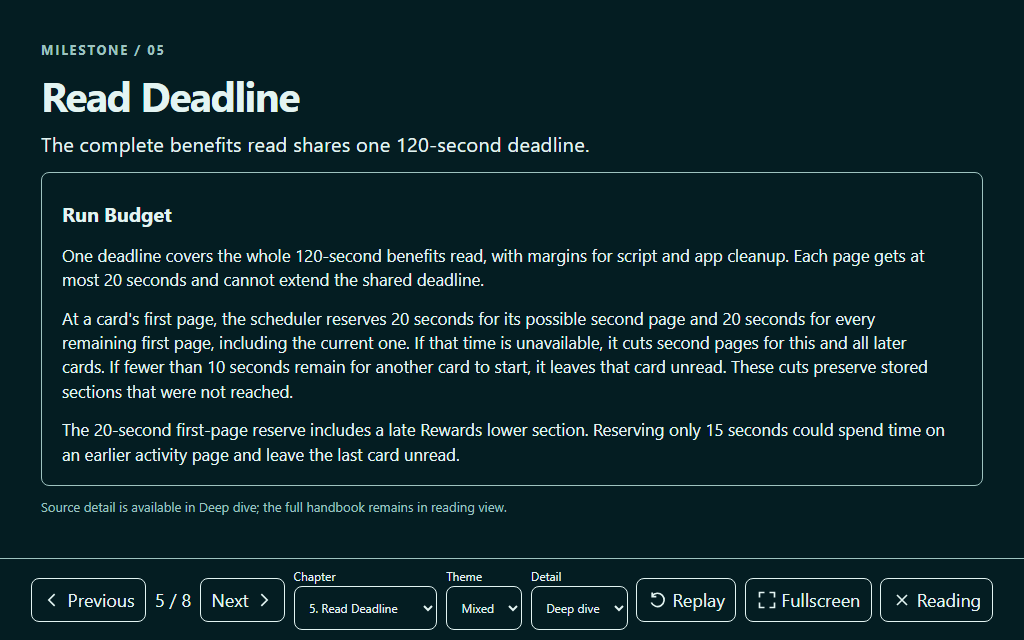 MILESTONE / 05
Read Deadline
The complete benefits read shares one 120-second deadline.
Run Budget
One deadline covers the whole 120-second benefits read, with margins for script and app cleanup. Each page gets at
most 20 seconds and cannot extend the shared deadline.
At a card's first page, the scheduler reserves 20 seconds for its possible second page and 20 seconds for every
remaining first page, including the current one. If that time is unavailable, it cuts second pages for this and all later
cards. If fewer than 10 seconds remain for another card to start, it leaves that card unread. These cuts preserve stored
sections that were not reached.
The 20-second first-page reserve includes a late Rewards lower section. Reserving only 15 seconds could spend time on
an earlier activity page and leave the last card unread.
Source detail is available in Deep dive; the full handbook remains in reading view.
Chapter Theme Detail
Previous 5 / 8 Next 5. Read Deadline Mixed Deep dive Replay Fullscreen Reading